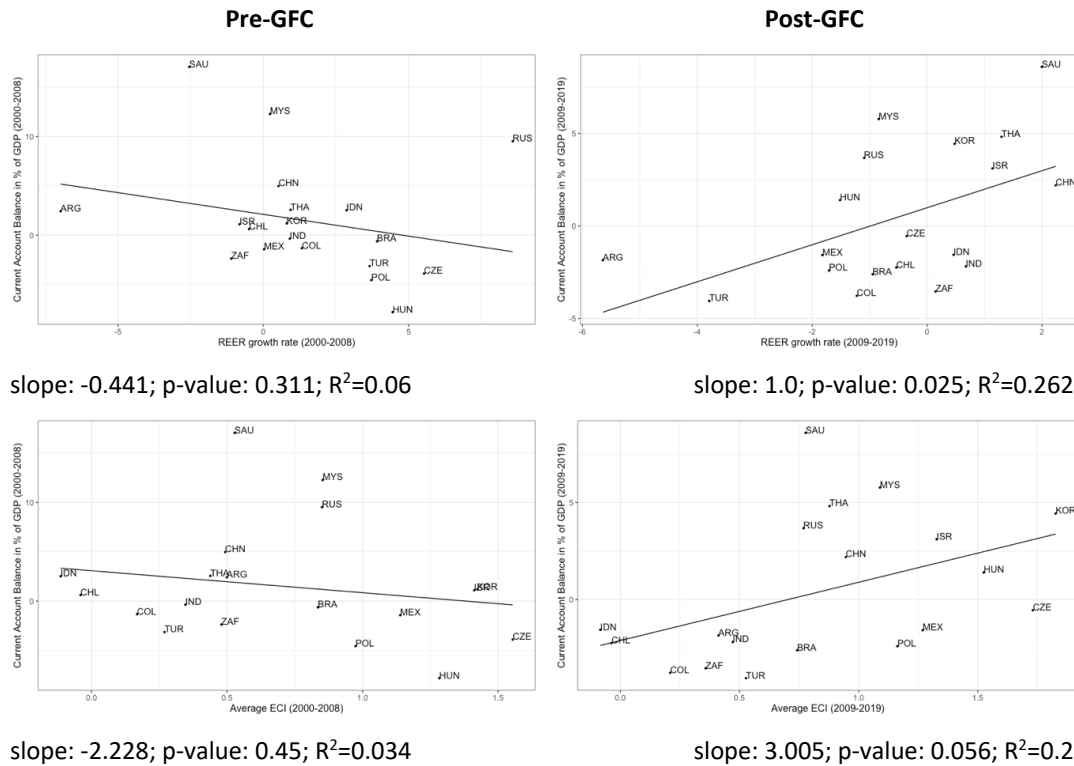 Pre-GFC
Post-GFC
Current Account Balance in % of GDP (2000-2008)
10
0
SAU
MYS
RUS
CHN
ARG
THA
IDN
ISR
CHL
KOR
IND
BRA
MEX
COL
ZAF
TUR
POL
CZE
HUN
-5
0
5
REER growth rate (2000-2008)
Current Account Balance in % of GDP (2009-2019)
5
0
-5
SAU
MYS
THA
KOR
RUS
ISR
CHN
HUN
CZE
MEX
IDN
ARG
POL
BRA
CHL
IND
COL
ZAF
TUR
-6
-4
-2
0
2
REER growth rate (2009-2019)
slope: -0.441; p-value: 0.311; R²=0.06
slope: 1.0; p-value: 0.025; R²=0.262
Current Account Balance in % of GDP (2000-2008)
10
0
SAU
MYS
RUS
CHN
IDN
THA
ARG
CHL
ISR
KOR
COL
IND
BRA
MEX
ZAF
TUR
POL
CZE
HUN
0.0
0.5
1.0
1.5
Average ECI (2000-2008)
Current Account Balance in % of GDP (2009-2019)
5
0
SAU
MYS
THA
KOR
RUS
ISR
CHN
HUN
CZE
IDN
CHL
ARG
IND
BRA
MEX
POL
COL
ZAF
TUR
0.0
0.5
1.0
1.5
Average ECI (2009-2019)
slope: -2.228; p-value: 0.45; R²=0.034
slope: 3.005; p-value: 0.056; R²=0.2